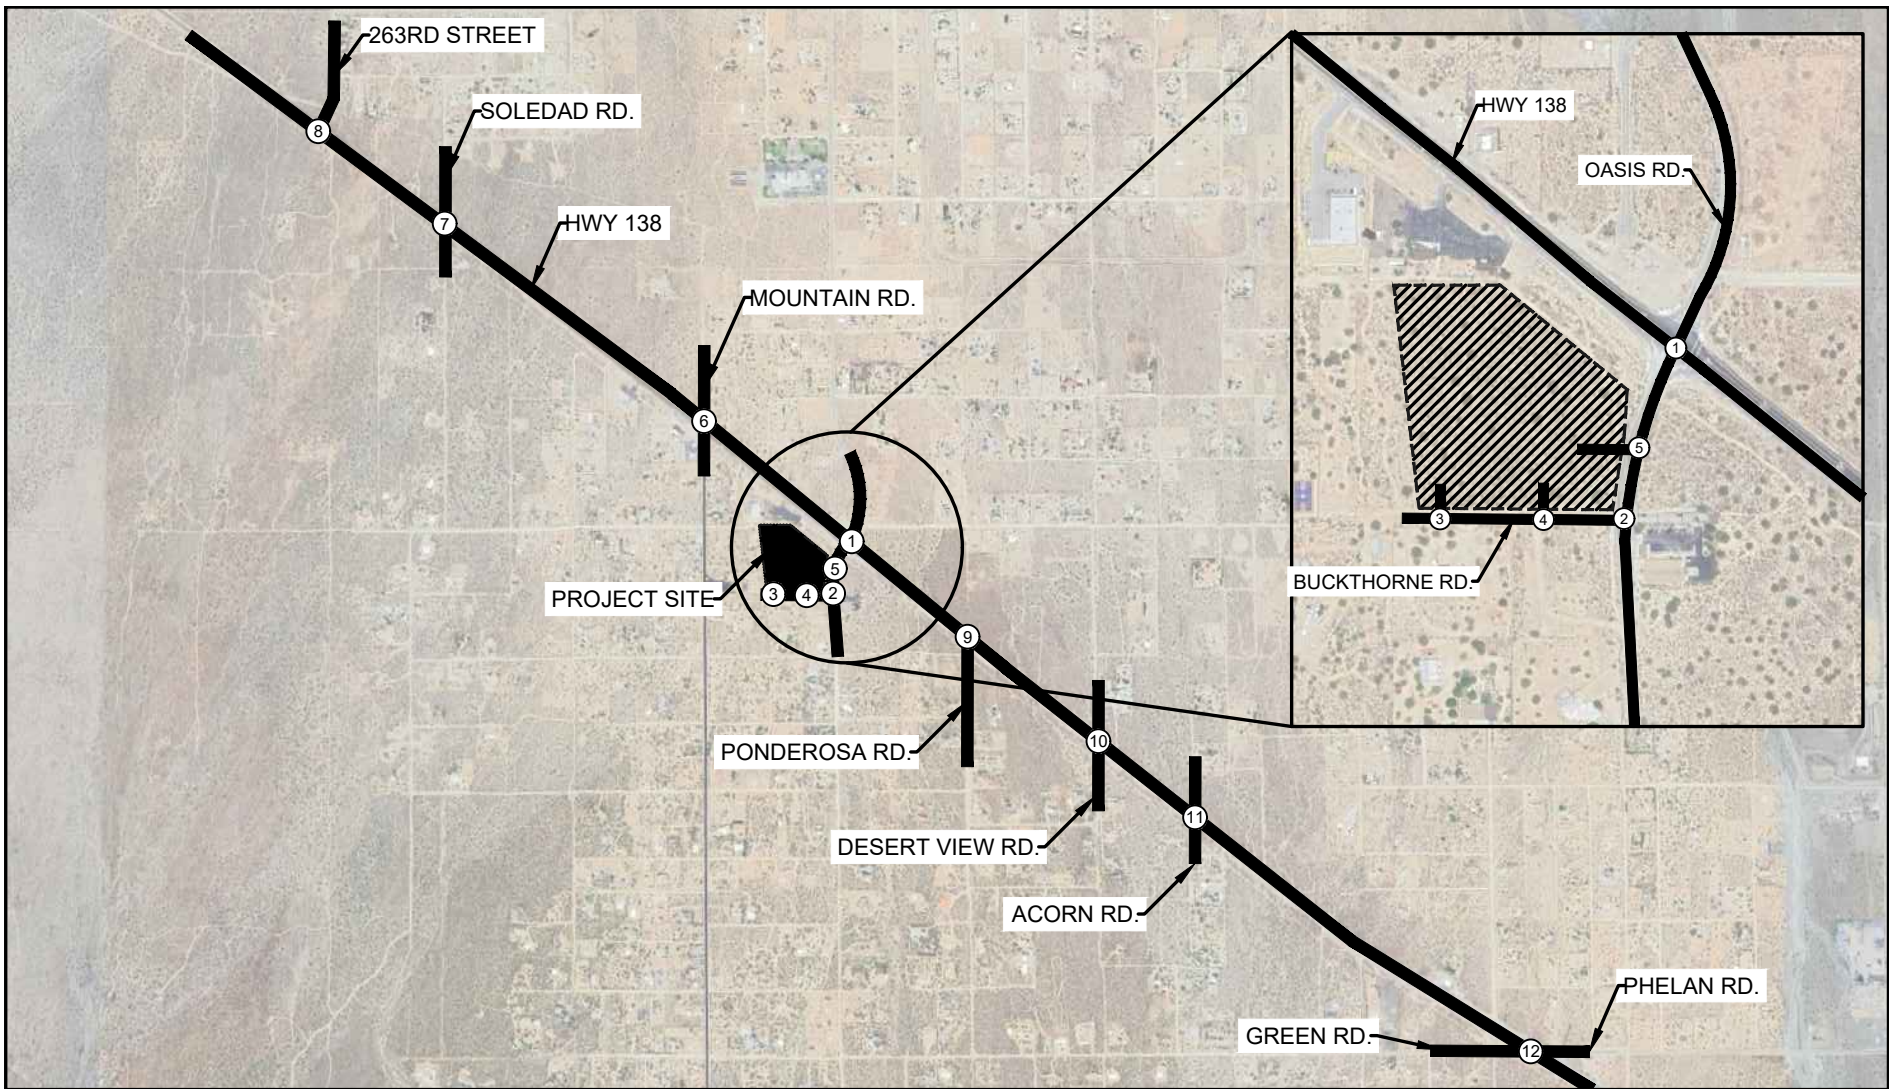 263RD STREET
8
SOLEDAD RD.
7
HWY 138
MOUNTAIN RD.
6
1
5
PROJECT SITE
3
4
2
9
PONDEROSA RD.
10
DESERT VIEW RD.
11
ACORN RD.
PHELAN RD.
GREEN RD.
12
HWY 138
OASIS RD.
1
5
3
4
2
BUCKTHORNE RD.